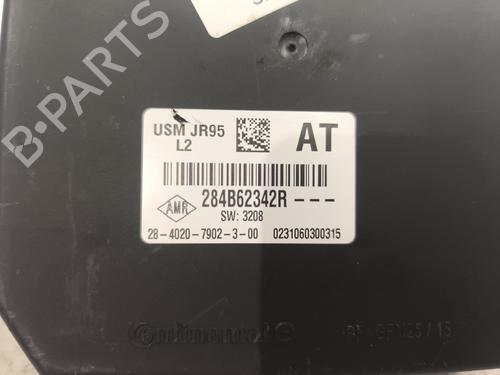 USM JR95
L2
AT
284B62342R---
AMR
SW: 3208
28-4020-7902-3-00 0231060300315
B-PARTS